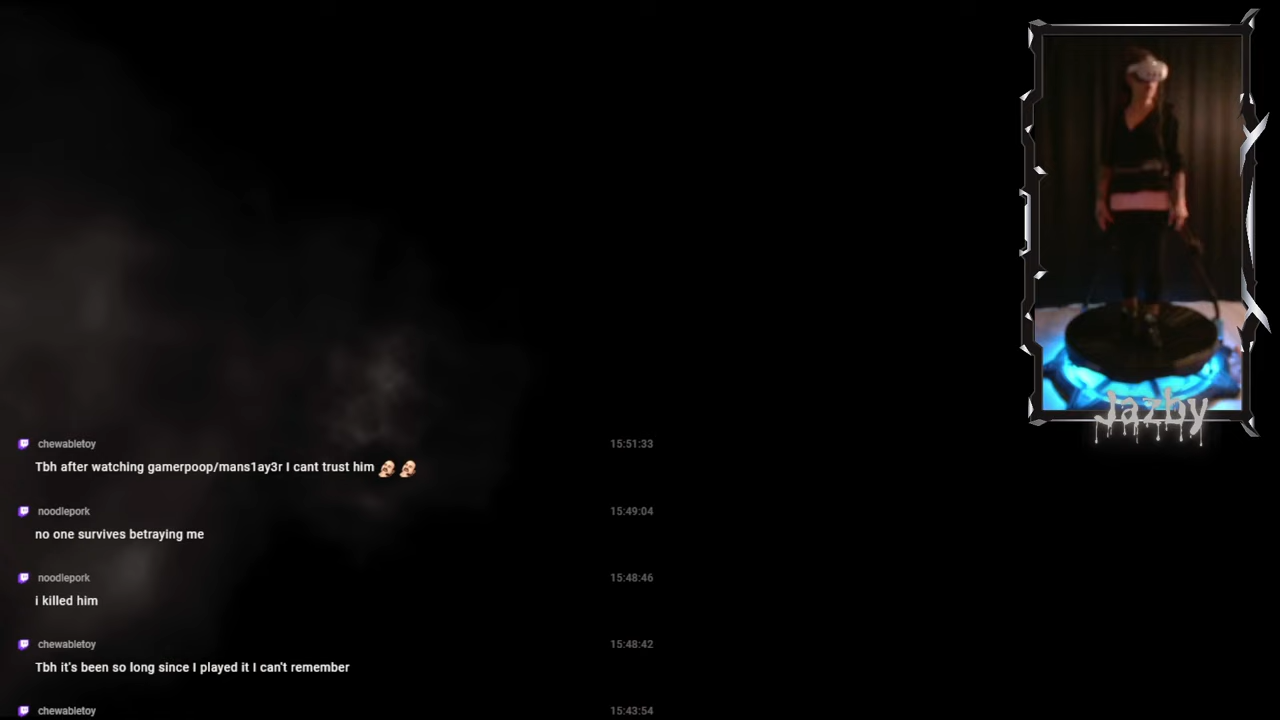 Jazhy
chewabletoy 15:51:33
Tbh after watching gamerpoop/mans1ay3r I cant trust him
noodlepork 15:49:04
no one survives betraying me
noodlepork 15:48:46
i killed him
chewabletoy 15:48:42
Tbh it's been so long since I played it I can't remember
chewabletoy 15:43:54